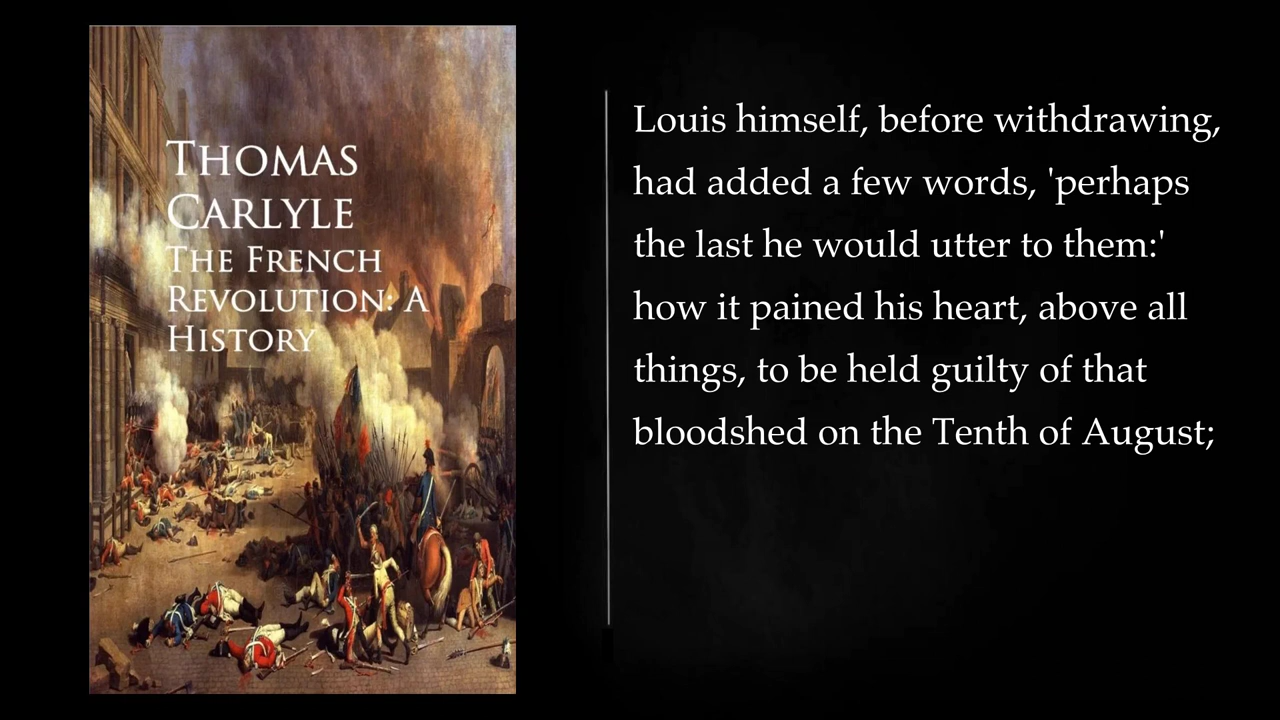 THOMAS
CARLYLE
THE FRENCH
REVOLUTION: A
HISTORY
Louis himself, before withdrawing,
had added a few words, 'perhaps
the last he would utter to them:'
how it pained his heart, above all
things, to be held guilty of that
bloodshed on the Tenth of August;